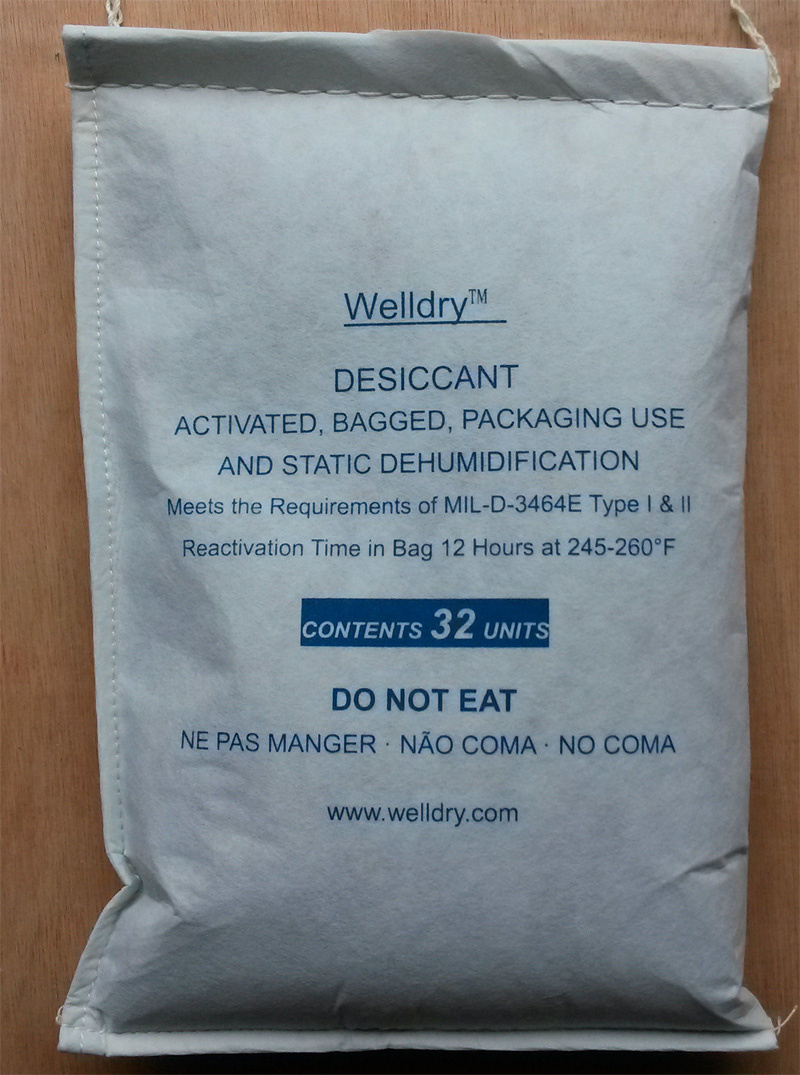 Welldry™
DESICCANT
ACTIVATED, BAGGED, PACKAGING USE
AND STATIC DEHUMIDIFICATION
Meets the Requirements of MIL-D-3464E Type I & II
Reactivation Time in Bag 12 Hours at 245-260°F
CONTENTS 32 UNITS
DO NOT EAT
NE PAS MANGER · NÃO COMA · NO COMA
www.welldry.com